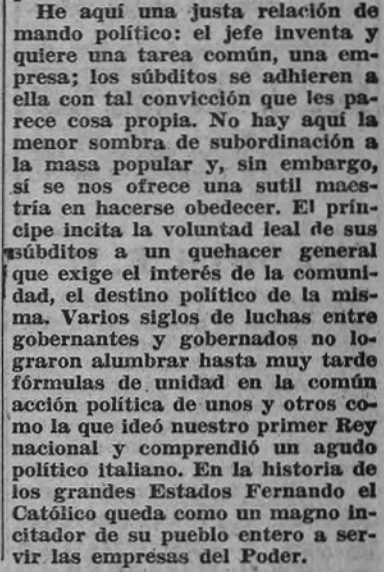 He aquí una justa relación de
mando político: el jefe inventa y
quiere una tarea común, una em-
presa; los súbditos se adhieren a
ella con tal convicción que les pa-
rece cosa propia. No hay aquí la
menor sombra de subordinación a
la masa popular y, sin embargo,
sí se nos ofrece una sutil maes-
tría en hacerse obedecer. El prín-
cipe incita la voluntad leal de sus
súbditos a un quehacer general
que exige el interés de la comuni-
dad, el destino político de la mis-
ma. Varios siglos de luchas entre
gobernantes y gobernados no lo-
graron alumbrar hasta muy tarde
fórmulas de unidad en la común
acción política de unos y otros co-
mo la que ideó nuestro primer Rey
nacional y comprendió un agudo
político italiano. En la historia de
los grandes Estados Fernando el
Católico queda como un magno in-
citador de su pueblo entero a ser-
vir las empresas del Poder.